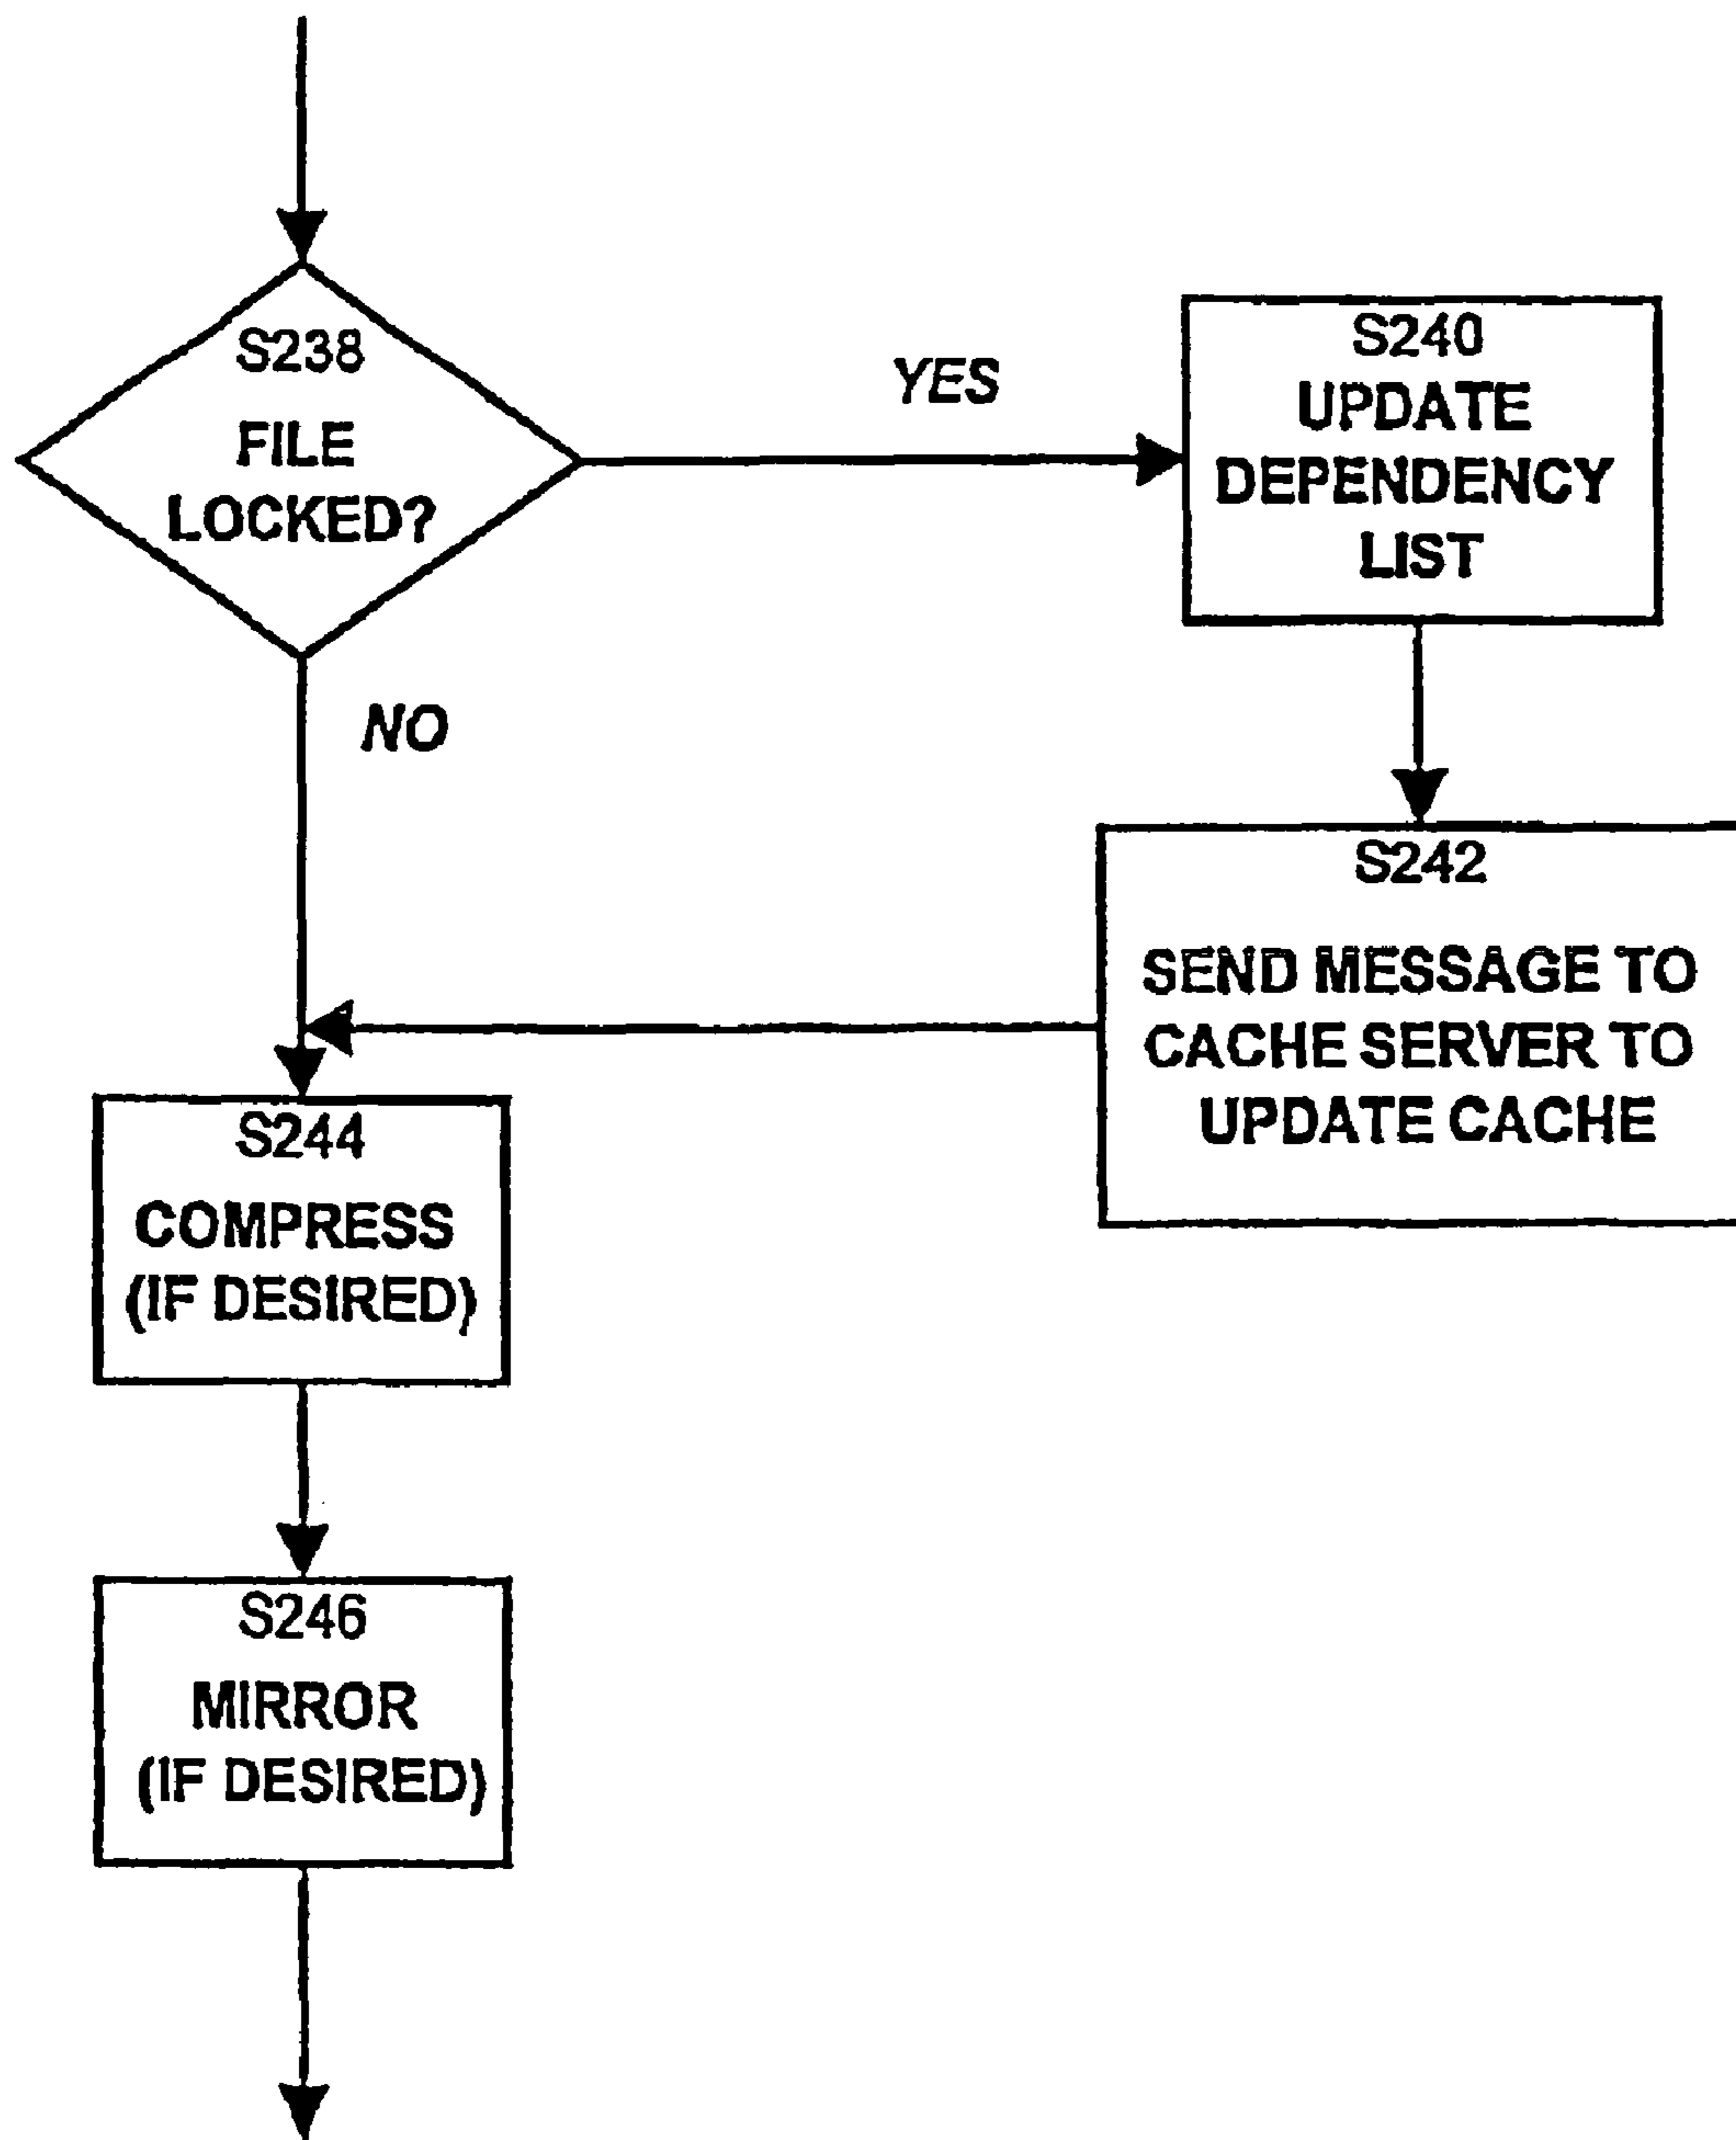 S238
FILE
LOCKED?
YES
S240
UPDATE
DEPENDENCY
LIST
NO
S242
SEND MESSAGE TO
CACHE SERVER TO
UPDATE CACHE
S244
COMPRESS
(IF DESIRED)
S246
MIRROR
(IF DESIRED)